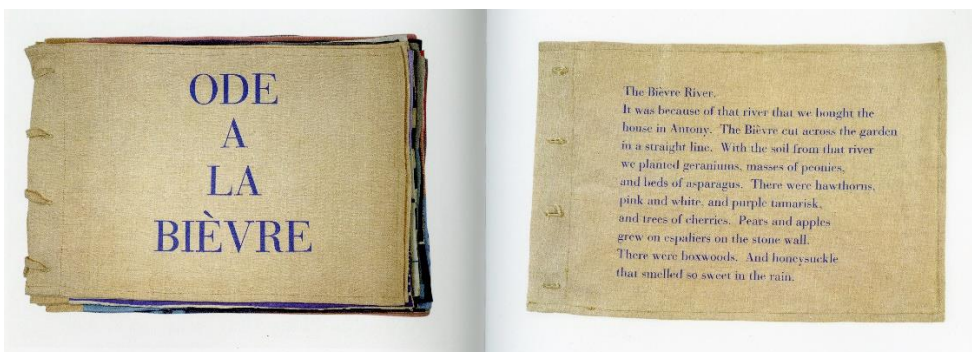 ODE
A
LA
BIÈVRE
The Bièvre River.
It was because of that river that we bought the
house in Antony. The Bièvre cut across the garden
in a straight line. With the soil from that river
we planted geraniums, masses of peonies,
and beds of asparagus. There were hawthorns,
pink and white, and purple tamarisk,
and trees of cherries. Pears and apples
grew on espaliers on the stone wall.
There were boxwoods. And honeysuckle
that smelled so sweet in the rain.